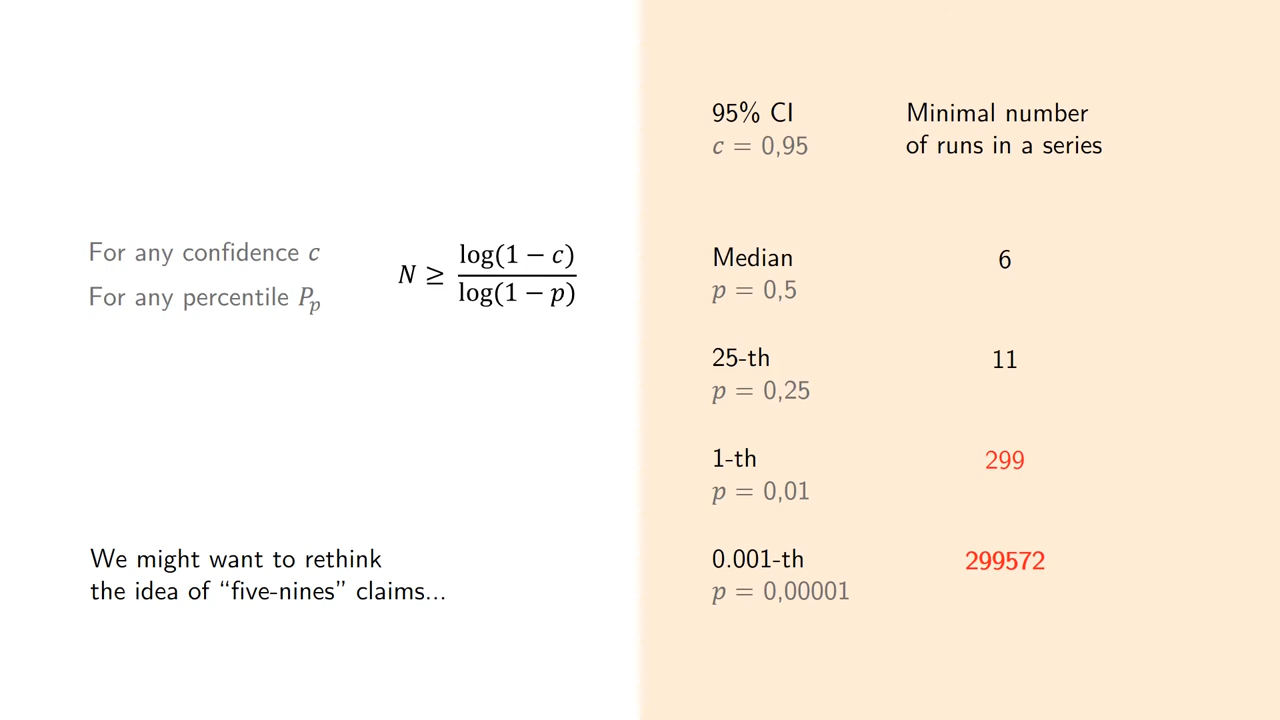 For any confidence c
For any percentile Pₚ
N ≥ log(1 − c) / log(1 − p)
We might want to rethink
the idea of “five-nines” claims...
95% CI
c = 0,95
Minimal number
of runs in a series
Median
p = 0,5
6
25-th
p = 0,25
11
1-th
p = 0,01
299
0.001-th
p = 0,00001
299572